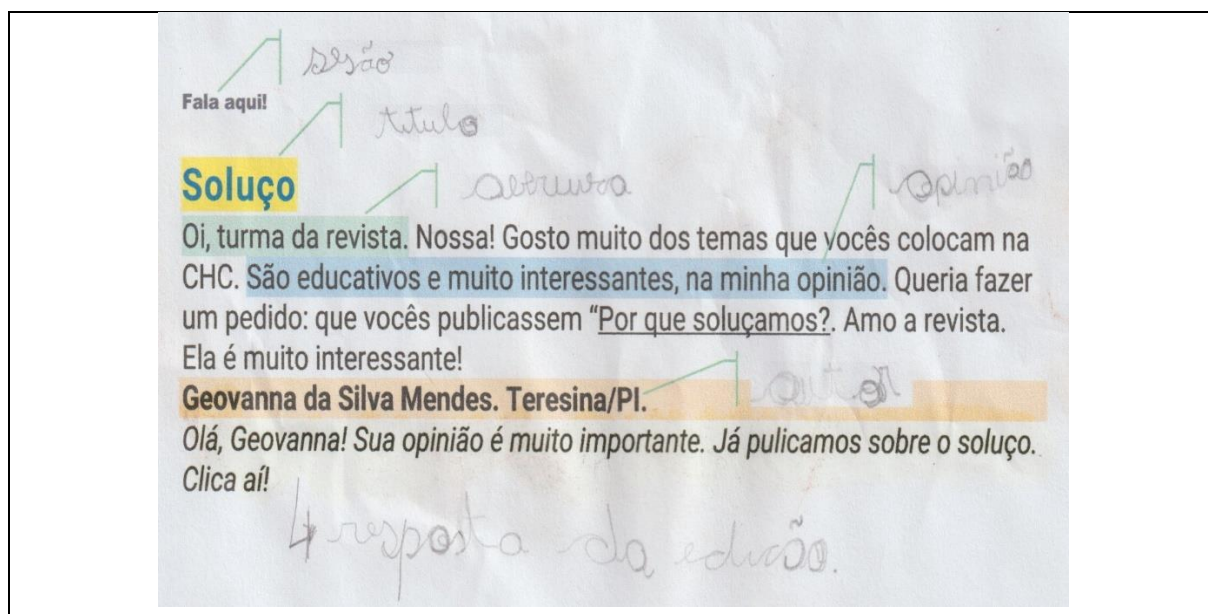 sesão
Fala aqui!
titulo
Soluço
abertura
opinião
Oi, turma da revista. Nossa! Gosto muito dos temas que vocês colocam na
CHC. São educativos e muito interessantes, na minha opinião. Queria fazer
um pedido: que vocês publicassem “Por que soluçamos?. Amo a revista.
Ela é muito interessante!
Geovanna da Silva Mendes. Teresina/PI.
autor
Olá, Geovanna! Sua opinião é muito importante. Já pulicamos sobre o soluço.
Clica aí!
resposta da edição.